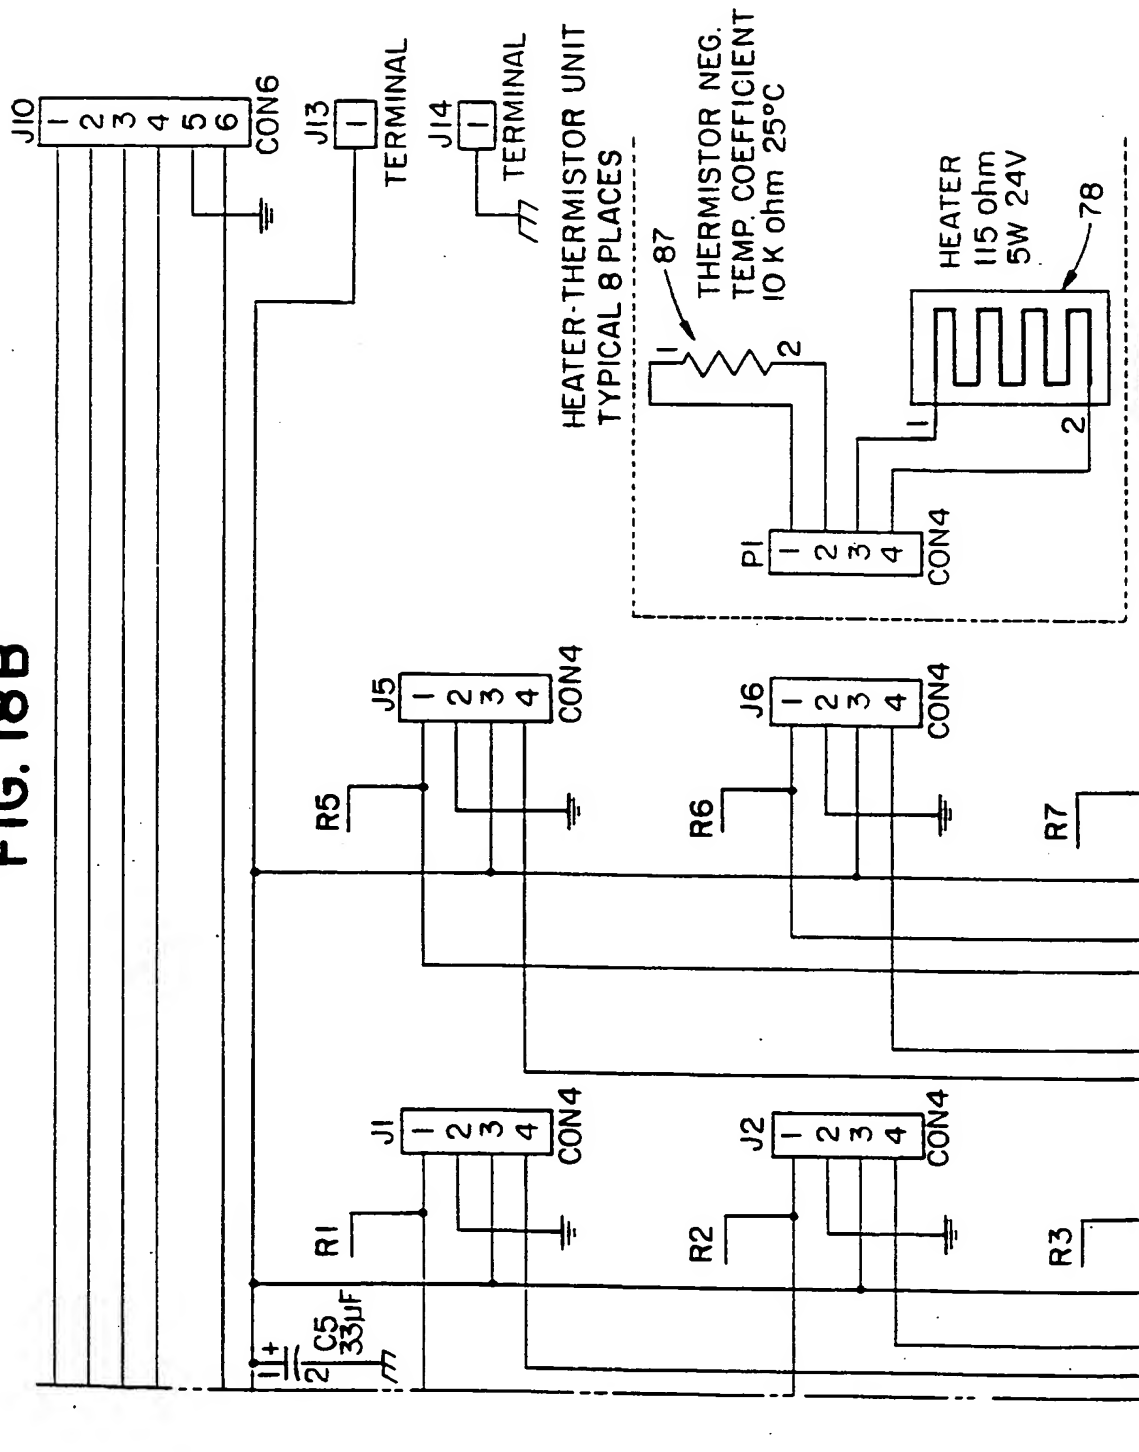 FIG. 18B
J10
1
2
3
4
5
6
CON6
J13
1
TERMINAL
J14
1
TERMINAL
HEATER-THERMISTOR UNIT
TYPICAL 8 PLACES
87
THERMISTOR NEG.
TEMP. COEFFICIENT
10 K ohm 25°C
1
2
HEATER
115 ohm
5W 24V
78
1
2
P1
1
2
3
4
CON4
J5
1
2
3
4
CON4
R5
J6
1
2
3
4
CON4
R6
R7
J1
1
2
3
4
CON4
R1
J2
1
2
3
4
CON4
R2
R3
1
+
2
C5
33µF